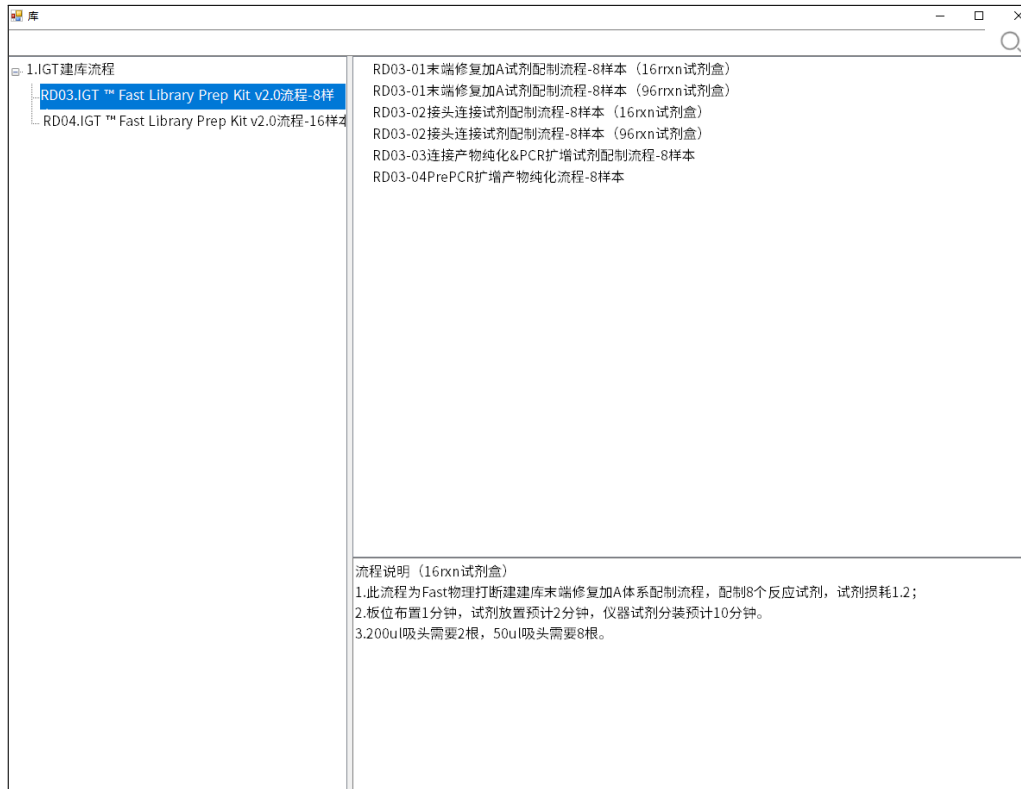 库
1.IGT建库流程
RD03.IGT ™ Fast Library Prep Kit v2.0流程-8样
RD04.IGT ™ Fast Library Prep Kit v2.0流程-16样本
RD03-01末端修复加A试剂配制流程-8样本（16rrxn试剂盒）
RD03-01末端修复加A试剂配制流程-8样本（96rrxn试剂盒）
RD03-02接头连接试剂配制流程-8样本（16rxn试剂盒）
RD03-02接头连接试剂配制流程-8样本（96rxn试剂盒）
RD03-03连接产物纯化&PCR扩增试剂配制流程-8样本
RD03-04PrePCR扩增产物纯化流程-8样本
流程说明（16rxn试剂盒）
1.此流程为Fast物理打断建建库末端修复加A体系配制流程，配制8个反应试剂，试剂损耗1.2；
2.板位布置1分钟，试剂放置预计2分钟，仪器试剂分装预计10分钟。
3.200ul吸头需要2根，50ul吸头需要8根。